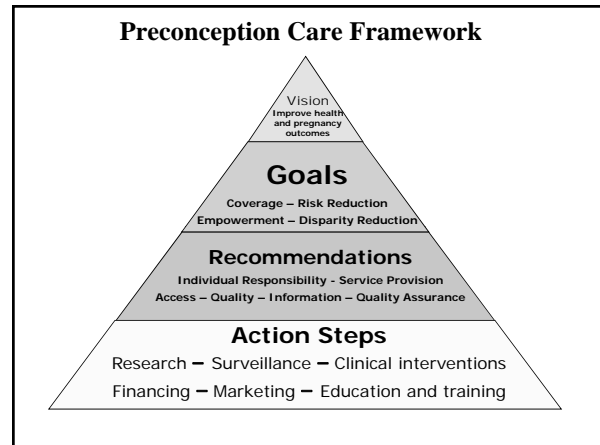 Preconception Care Framework
Vision
Improve health
and pregnancy
outcomes
Goals
Coverage – Risk Reduction
Empowerment – Disparity Reduction
Recommendations
Individual Responsibility - Service Provision
Access – Quality – Information – Quality Assurance
Action Steps
Research – Surveillance – Clinical interventions
Financing – Marketing – Education and training